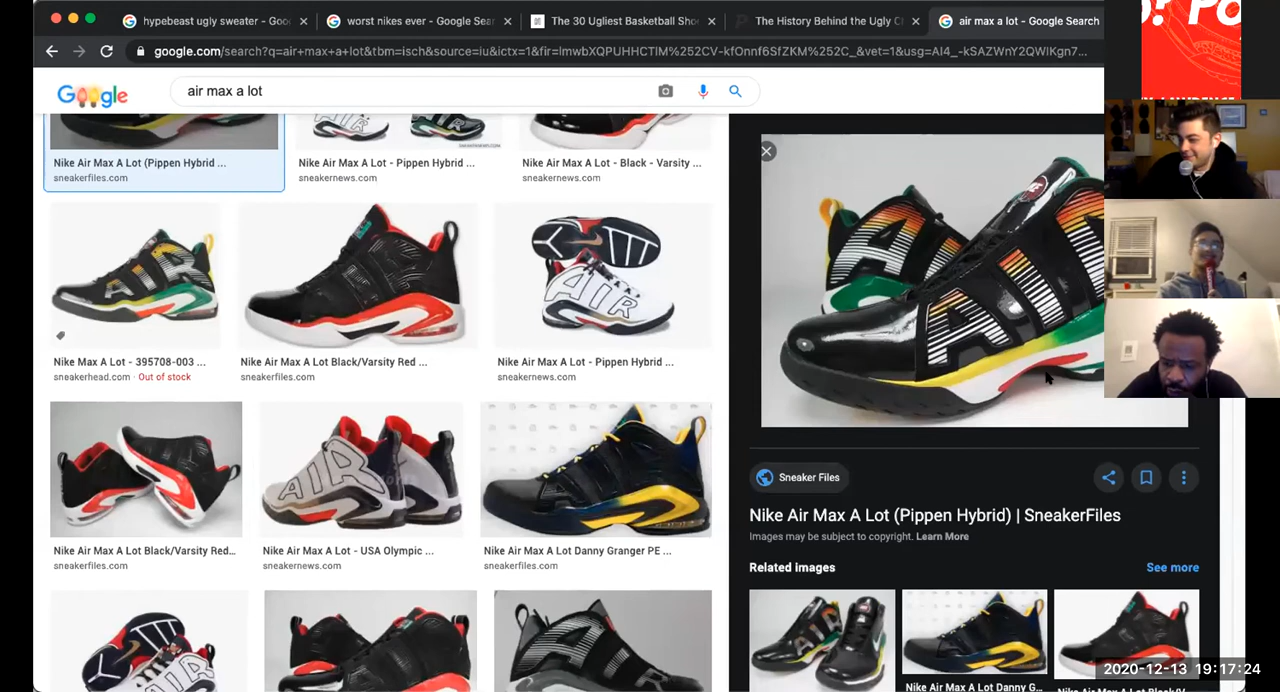 hypebeast ugly sweater - Goo
worst nikes ever - Google Sea
The 30 Ugliest Basketball Sho
The History Behind the Ugly C
air max a lot - Google Search
google.com/search?q=air+max+a+lot&tbm=isch&source=iu&ictx=1&fir=lmwbXQPUHHCTIM%252CV-kfOnnf6SfZKM%252C_&vet=1&usg=AI4_-kSAZWnY2QWIKgn7...
Google
air max a lot
Nike Air Max A Lot (Pippen Hybrid ...
sneakerfiles.com
Nike Air Max A Lot - Pippen Hybrid ...
sneakernews.com
Nike Air Max A Lot - Black - Varsity ...
sneakernews.com
Nike Max A Lot - 395708-003 ...
sneakerhead.com · Out of stock
Nike Air Max A Lot Black/Varsity Red ...
sneakerfiles.com
AIR
Nike Air Max A Lot - Pippen Hybrid ...
sneakernews.com
Nike Air Max A Lot Black/Varsity Red...
sneakerfiles.com
AIR
Nike Air Max A Lot - USA Olympic ...
sneakernews.com
Nike Air Max A Lot Danny Granger PE ...
sneakerfiles.com
Sneaker Files
Nike Air Max A Lot (Pippen Hybrid) | SneakerFiles
Images may be subject to copyright. Learn More
Related images
See more
Nike Air Max A Lot Danny G...
Nike Air Max A Lot Black/V...
2020-12-13 19:17:24